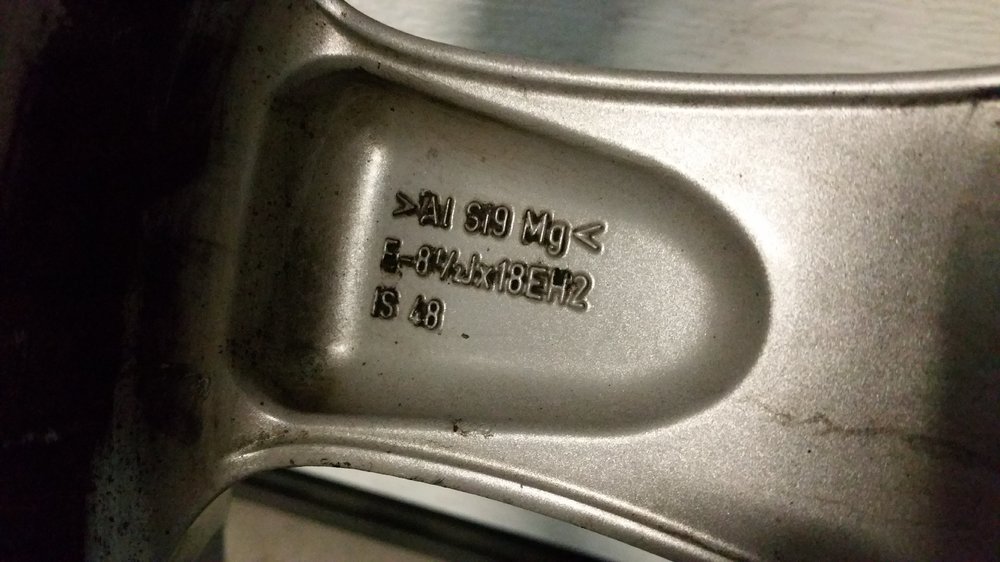 >Al Si9 Mg<
E-8½Jx18EH2
IS 48